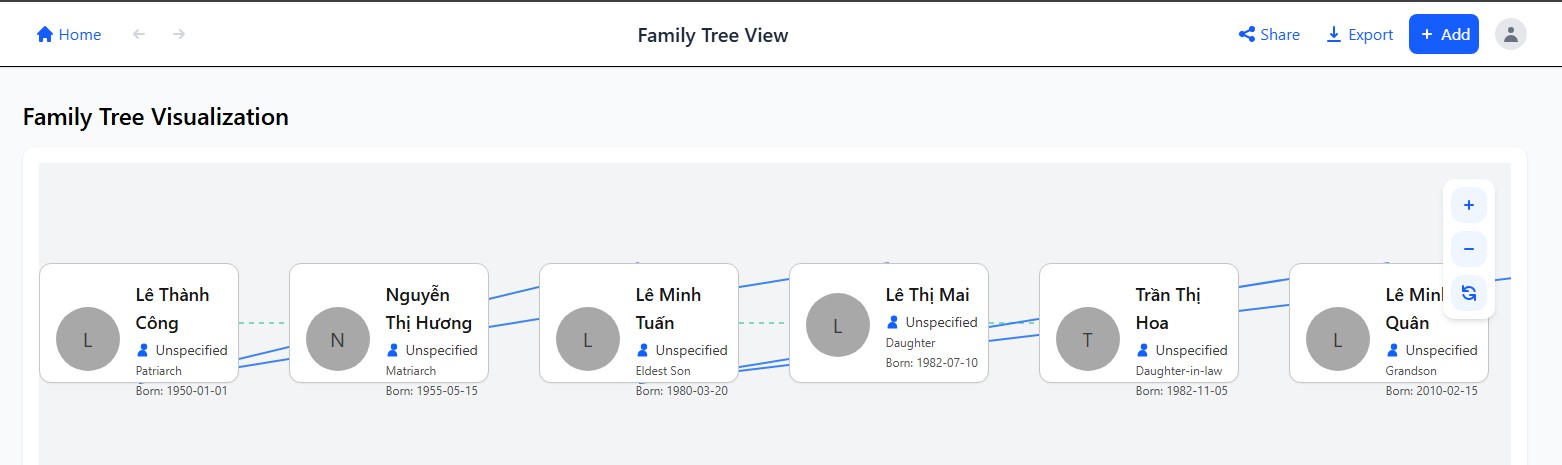 Home
Family Tree View
Share
Export
+ Add
Family Tree Visualization
L
Lê Thành
Công
Unspecified
Patriarch
Born: 1950-01-01
N
Nguyễn
Thị Hương
Unspecified
Matriarch
Born: 1955-05-15
L
Lê Minh
Tuấn
Unspecified
Eldest Son
Born: 1980-03-20
L
Lê Thị Mai
Unspecified
Daughter
Born: 1982-07-10
T
Trần Thị
Hoa
Unspecified
Daughter-in-law
Born: 1982-11-05
L
Lê Minh
Quân
Unspecified
Grandson
Born: 2010-02-15
+
−